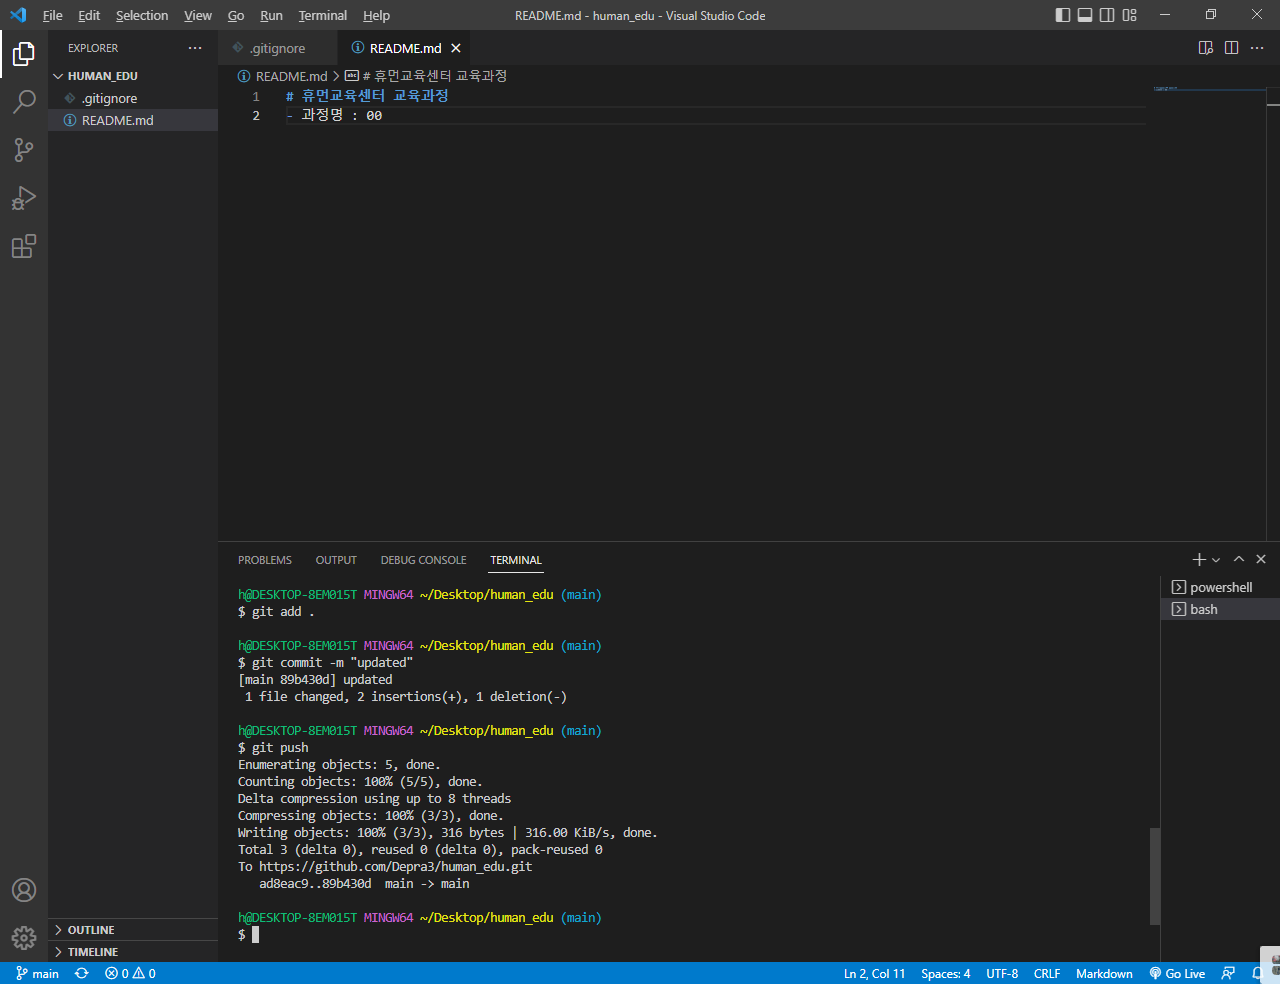 File Edit Selection View Go Run Terminal Help README.md - human_edu - Visual Studio Code
EXPLORER
HUMAN_EDU
.gitignore
README.md
.gitignore README.md
README.md > # 휴먼교육센터 교육과정
1 # 휴먼교육센터 교육과정
2 - 과정명 : 00
PROBLEMS OUTPUT DEBUG CONSOLE TERMINAL
h@DESKTOP-8EM015T MINGW64 ~/Desktop/human_edu (main)
$ git add .
h@DESKTOP-8EM015T MINGW64 ~/Desktop/human_edu (main)
$ git commit -m "updated"
[main 89b430d] updated
1 file changed, 2 insertions(+), 1 deletion(-)
h@DESKTOP-8EM015T MINGW64 ~/Desktop/human_edu (main)
$ git push
Enumerating objects: 5, done.
Counting objects: 100% (5/5), done.
Delta compression using up to 8 threads
Compressing objects: 100% (3/3), done.
Writing objects: 100% (3/3), 316 bytes | 316.00 KiB/s, done.
Total 3 (delta 0), reused 0 (delta 0), pack-reused 0
To https://github.com/Depra3/human_edu.git
ad8eac9..89b430d main -> main
h@DESKTOP-8EM015T MINGW64 ~/Desktop/human_edu (main)
$
powershell
bash
OUTLINE
TIMELINE
main 0 0 Ln 2, Col 11 Spaces: 4 UTF-8 CRLF Markdown Go Live